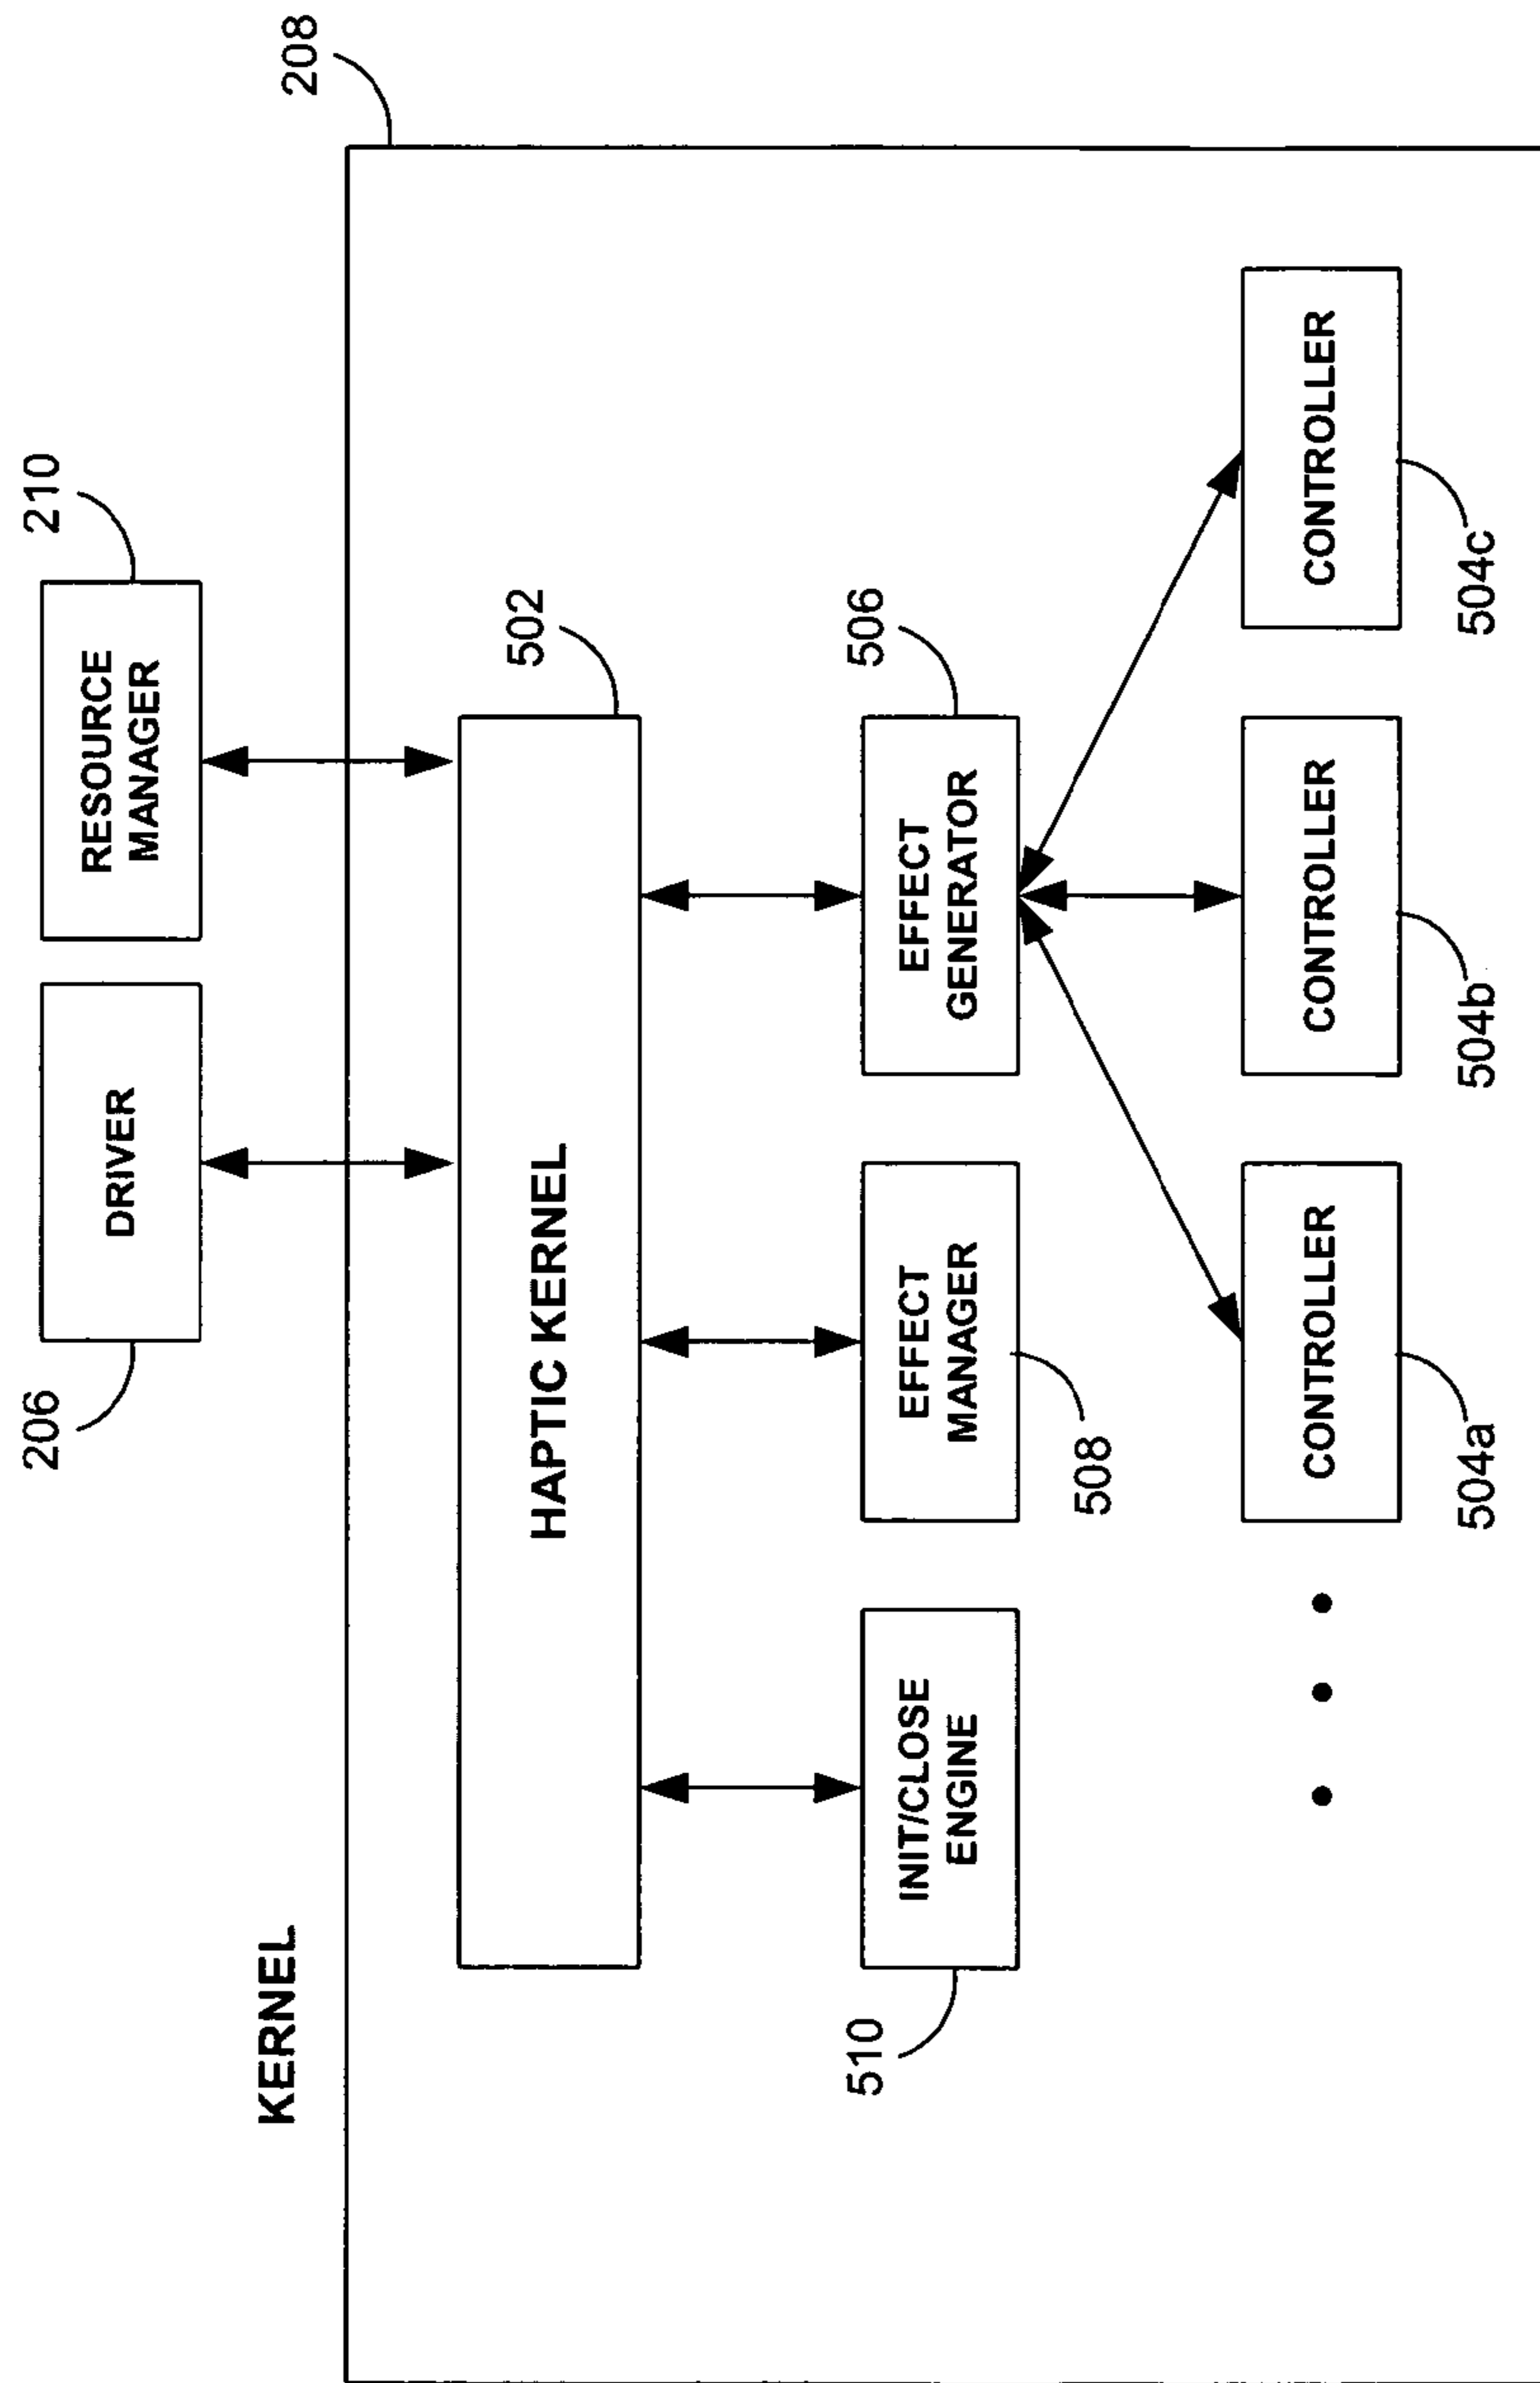 206
DRIVER
RESOURCE
MANAGER
210
KERNEL
208
HAPTIC KERNEL
502
510
INIT/CLOSE
ENGINE
EFFECT
MANAGER
508
EFFECT
GENERATOR
506
CONTROLLER
504a
CONTROLLER
504b
CONTROLLER
504c